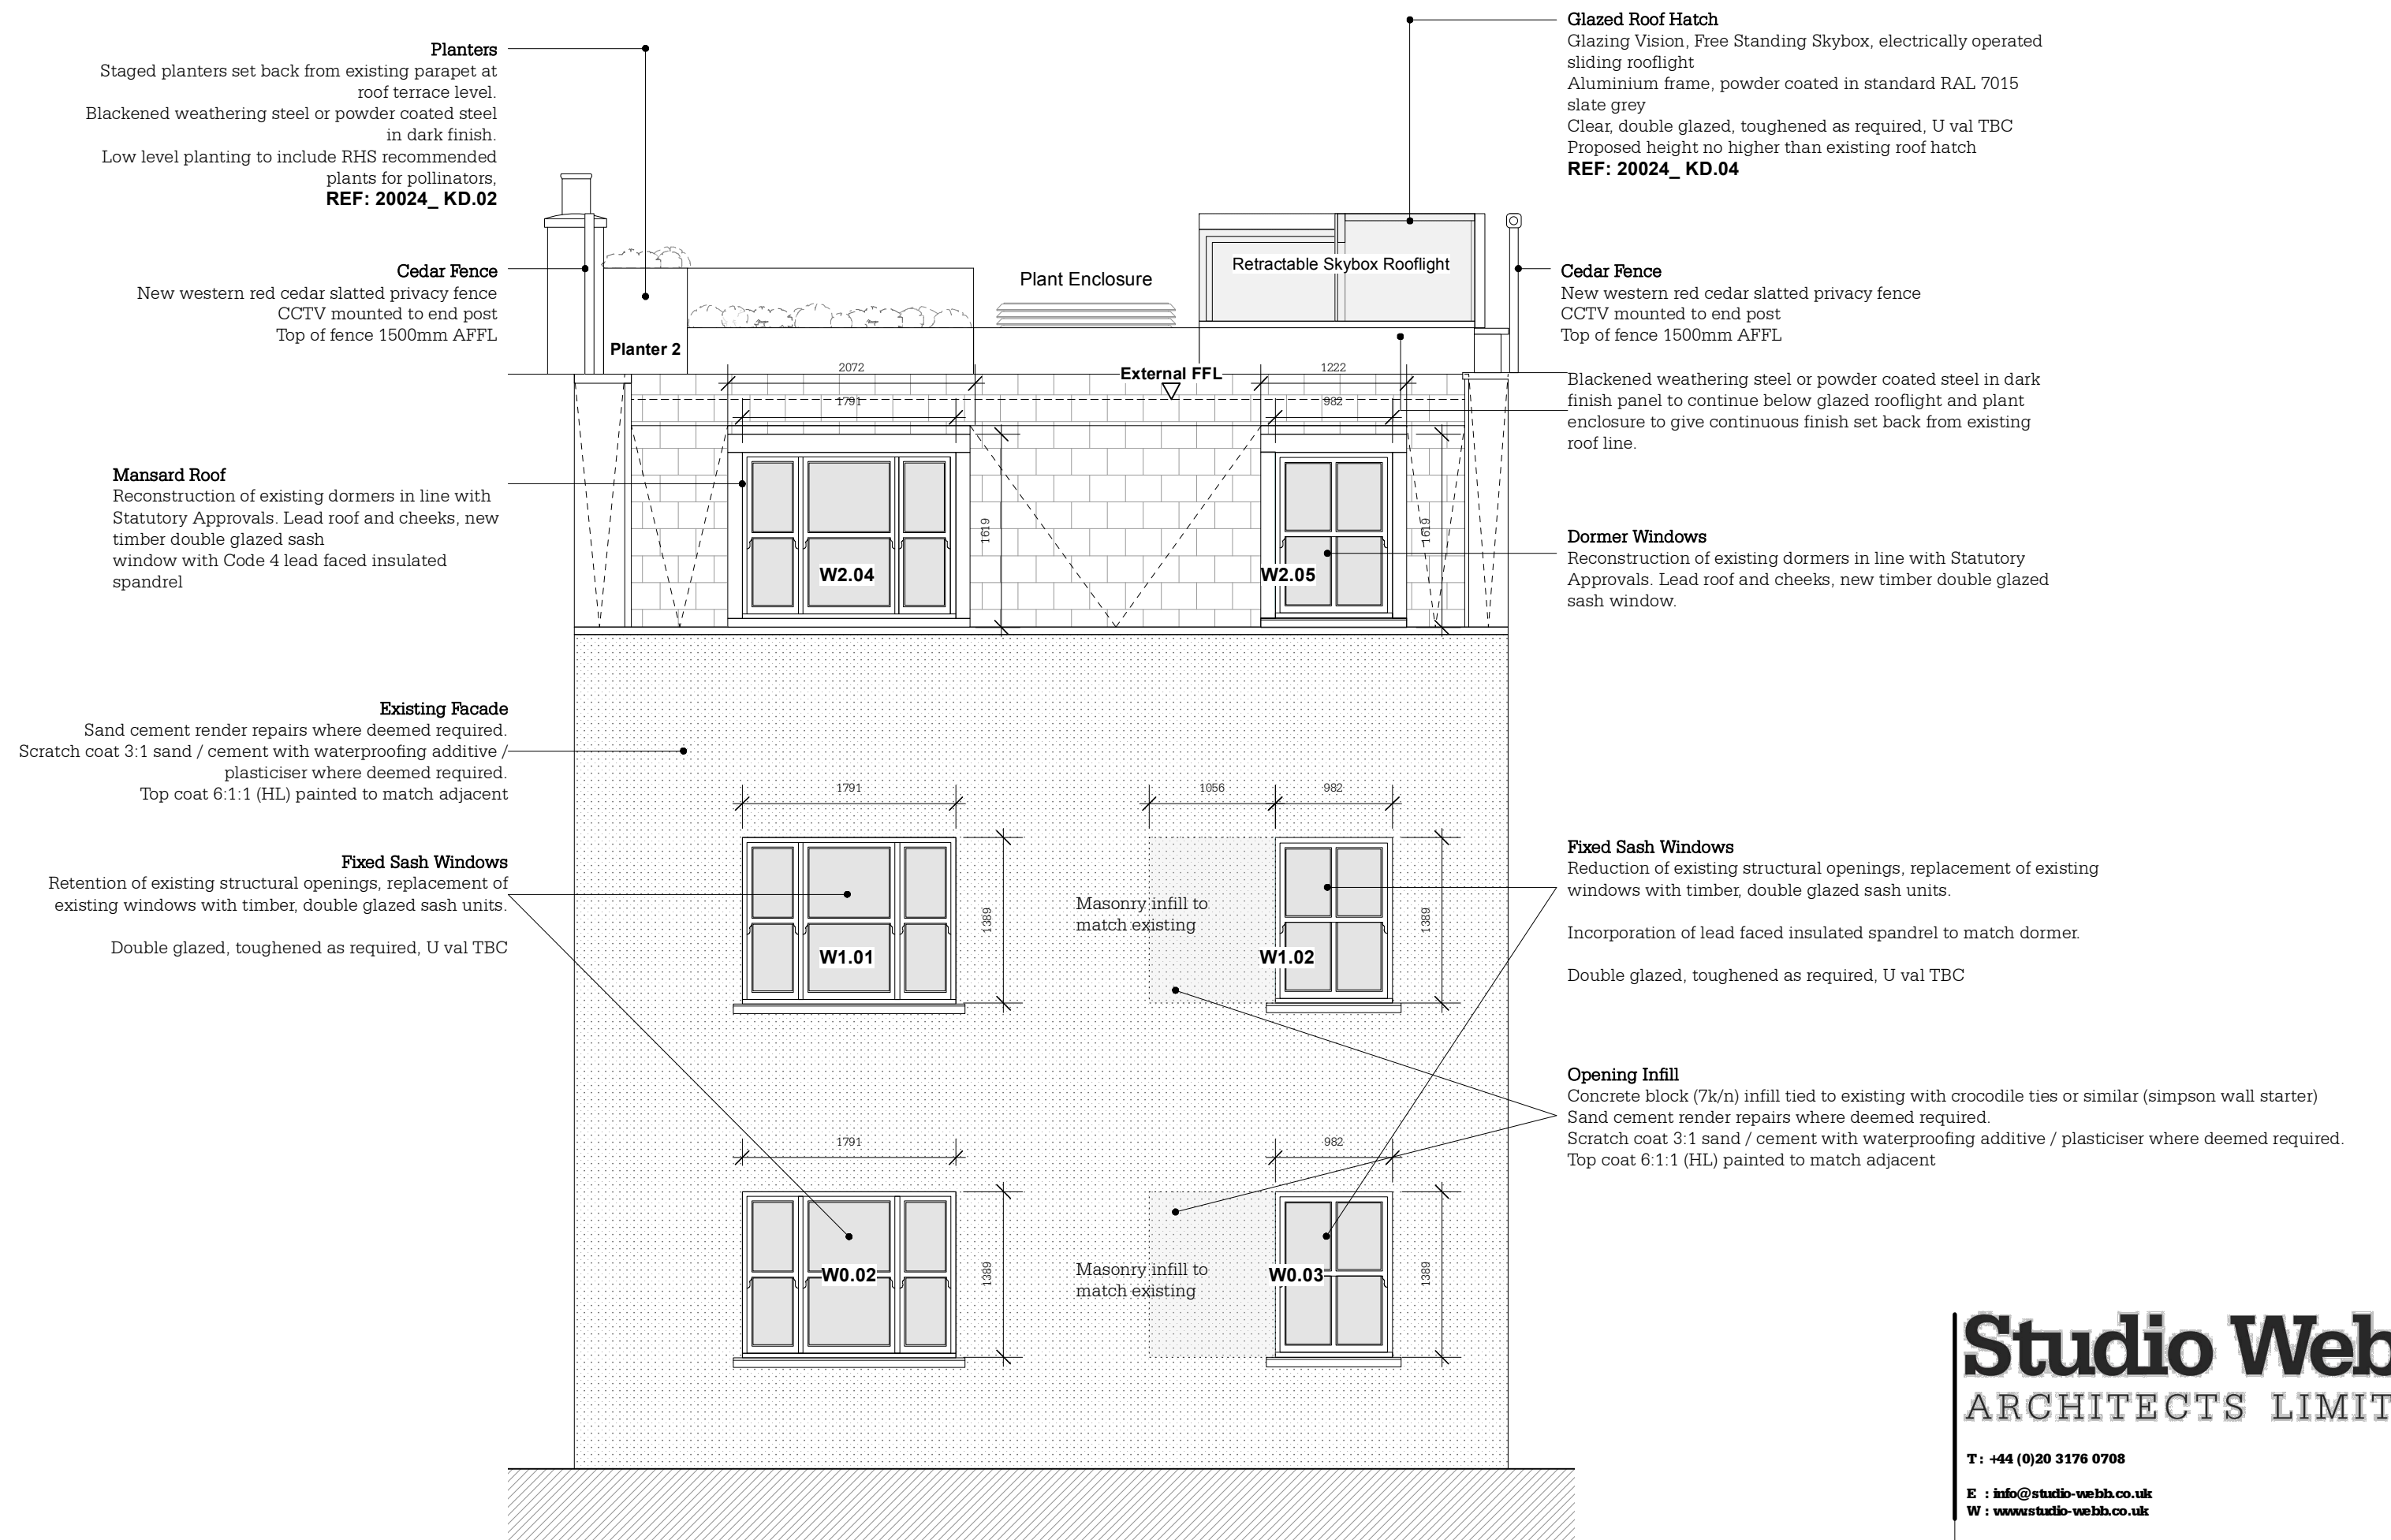 Planters
Staged planters set back from existing parapet at
roof terrace level.
Blackened weathering steel or powder coated steel
in dark finish.
Low level planting to include RHS recommended
plants for pollinators,
REF: 20024_ KD.02
Glazed Roof Hatch
Glazing Vision, Free Standing Skybox, electrically operated
sliding rooflight
Aluminium frame, powder coated in standard RAL 7015
slate grey
Clear, double glazed, toughened as required, U val TBC
Proposed height no higher than existing roof hatch
REF: 20024_ KD.04
Cedar Fence
New western red cedar slatted privacy fence
CCTV mounted to end post
Top of fence 1500mm AFFL
Plant Enclosure
Retractable Skybox Rooflight
Cedar Fence
New western red cedar slatted privacy fence
CCTV mounted to end post
Top of fence 1500mm AFFL
Planter 2
2072
External FFL
1222
1791
982
Blackened weathering steel or powder coated steel in dark
finish panel to continue below glazed rooflight and plant
enclosure to give continuous finish set back from existing
roof line.
Mansard Roof
Reconstruction of existing dormers in line with
Statutory Approvals. Lead roof and cheeks, new
timber double glazed sash
window with Code 4 lead faced insulated
spandrel
1619
1619
W2.04
W2.05
Dormer Windows
Reconstruction of existing dormers in line with Statutory
Approvals. Lead roof and cheeks, new timber double glazed
sash window.
Existing Facade
Sand cement render repairs where deemed required.
Scratch coat 3:1 sand / cement with waterproofing additive /
plasticiser where deemed required.
Top coat 6:1:1 (HL) painted to match adjacent
1791
1056
982
Fixed Sash Windows
Retention of existing structural openings, replacement of
existing windows with timber, double glazed sash units.
Double glazed, toughened as required, U val TBC
1389
Masonry infill to
match existing
1389
W1.01
W1.02
Fixed Sash Windows
Reduction of existing structural openings, replacement of existing
windows with timber, double glazed sash units.
Incorporation of lead faced insulated spandrel to match dormer.
Double glazed, toughened as required, U val TBC
Opening Infill
Concrete block (7k/n) infill tied to existing with crocodile ties or similar (simpson wall starter)
Sand cement render repairs where deemed required.
Scratch coat 3:1 sand / cement with waterproofing additive / plasticiser where deemed required.
Top coat 6:1:1 (HL) painted to match adjacent
1791
982
1389
Masonry infill to
match existing
1389
W0.02
W0.03
Studio Web
ARCHITECTS LIMIT
T : +44 (0)20 3176 0708
E : info@studio-webb.co.uk
W : www.studio-webb.co.uk